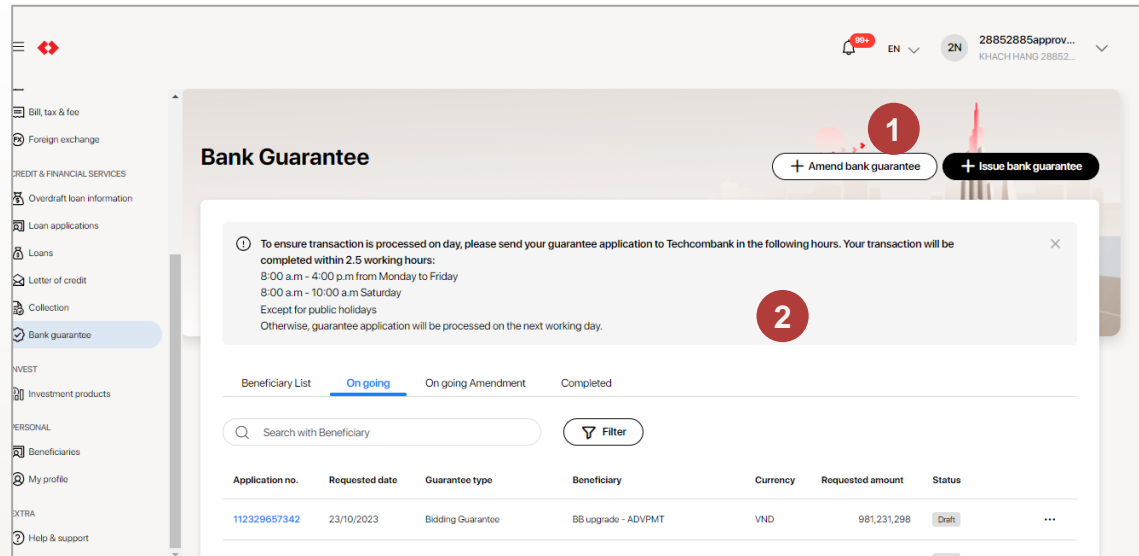 99+
EN
2N
28852885approv...
KHACH HANG 28852...
Bill, tax & fee
FX
Foreign exchange
CREDIT & FINANCIAL SERVICES
Overdraft loan information
Loan applications
Loans
Letter of credit
Collection
Bank guarantee
INVEST
Investment products
PERSONAL
Beneficiaries
My profile
EXTRA
Help & support
Bank Guarantee
1
+ Amend bank guarantee
+ Issue bank guarantee
To ensure transaction is processed on day, please send your guarantee application to Techcombank in the following hours. Your transaction will be
completed within 2.5 working hours:
8:00 a.m - 4:00 p.m from Monday to Friday
8:00 a.m - 10:00 a.m Saturday
Except for public holidays
Otherwise, guarantee application will be processed on the next working day.
2
Beneficiary List On going On going Amendment Completed
Search with Beneficiary Filter
Application no. Requested date Guarantee type Beneficiary Currency Requested amount Status
112329657342 23/10/2023 Bidding Guarantee BB upgrade - ADVPMT VND 981,231,298 Draft ...